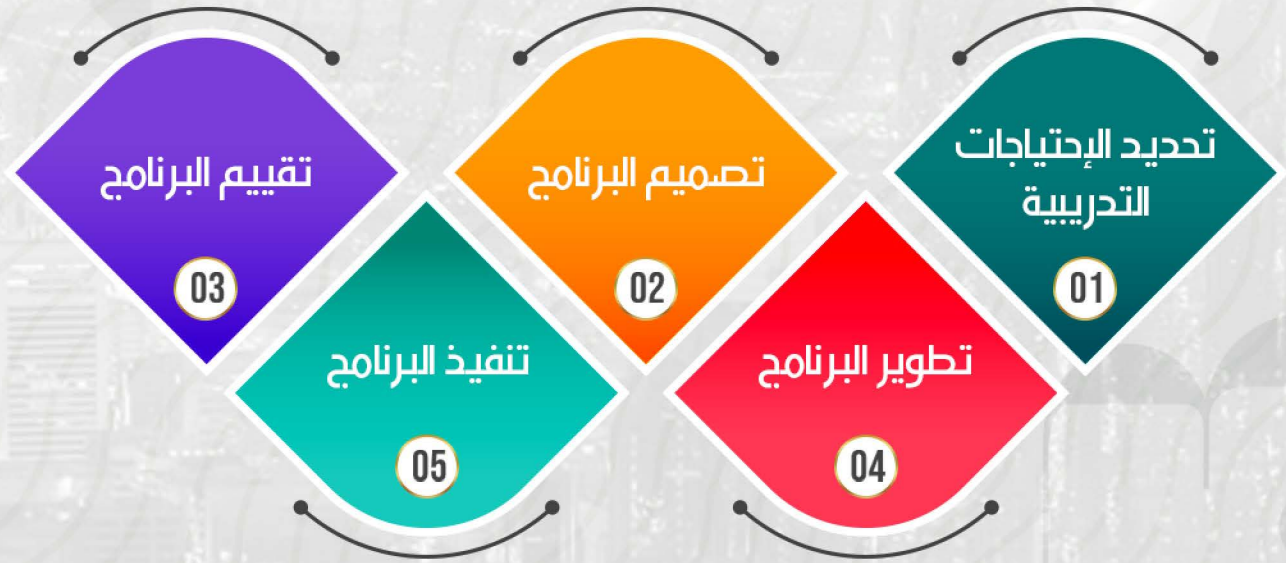 تحديد الإحتياجات
التدريبية
01
تصميم البرنامج
02
تقييم البرنامج
03
تطوير البرنامج
04
تنفيذ البرنامج
05